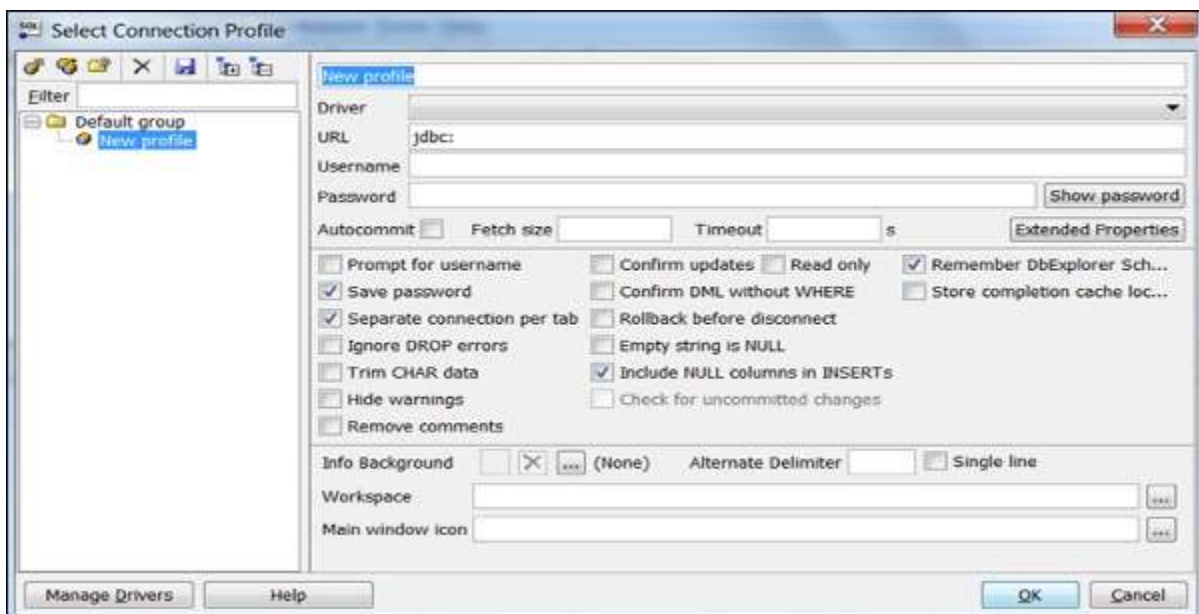 Select Connection Profile
Filter
Default group
New profile
New profile
Driver
URL jdbc:
Username
Password Show password
Autocommit Fetch size Timeout s Extended Properties
Prompt for username Confirm updates Read only Remember DbExplorer Sch...
Save password Confirm DML without WHERE Store completion cache loc...
Separate connection per tab Rollback before disconnect
Ignore DROP errors Empty string is NULL
Trim CHAR data Include NULL columns in INSERTs
Hide warnings Check for uncommitted changes
Remove comments
Info Background ... (None) Alternate Delimiter Single line
Workspace ...
Main window icon ...
Manage Drivers Help OK Cancel